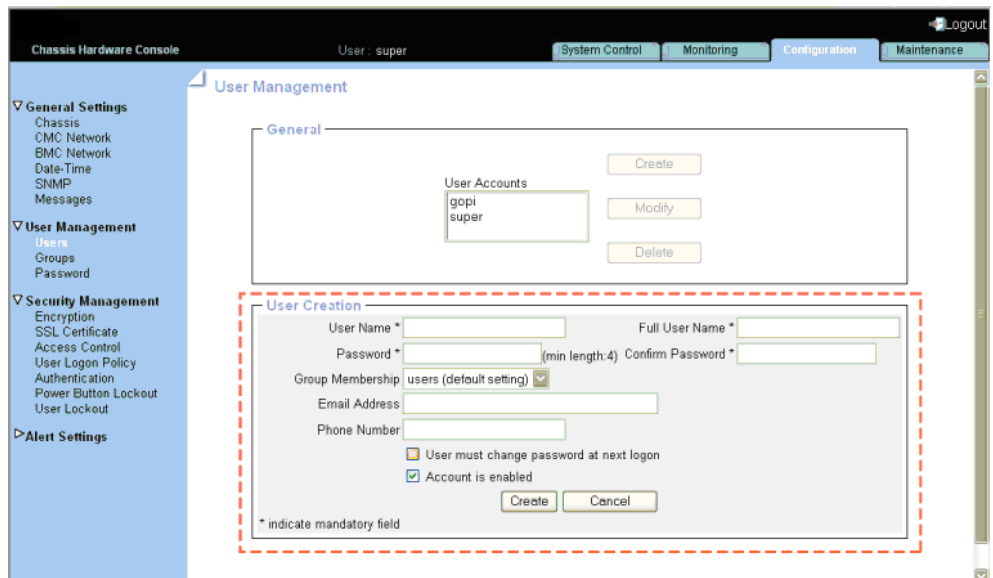 Logout
Chassis Hardware Console
User : super
System Control
Monitoring
Configuration
Maintenance
General Settings
Chassis
CMC Network
BMC Network
Date-Time
SNMP
Messages
User Management
Users
Groups
Password
Security Management
Encryption
SSL Certificate
Access Control
User Logon Policy
Authentication
Power Button Lockout
User Lockout
Alert Settings
User Management
General
User Accounts
gopi
super
Create
Modify
Delete
User Creation
User Name *
Full User Name *
Password *
(min length:4)
Confirm Password *
Group Membership
users (default setting)
Email Address
Phone Number
User must change password at next logon
Account is enabled
Create
Cancel
* indicate mandatory field